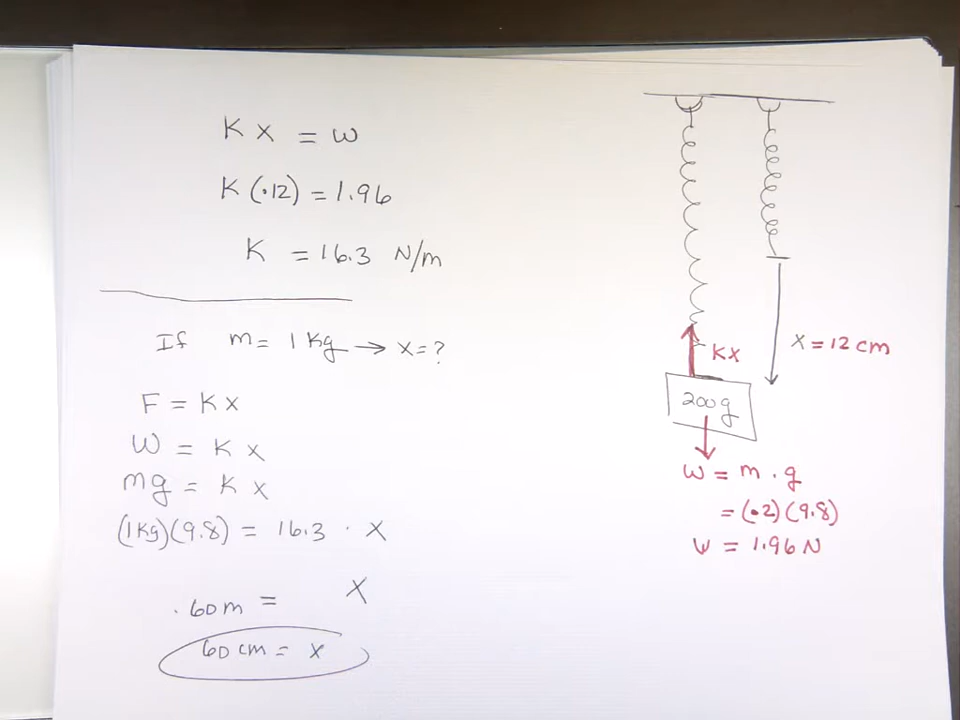 K x = w
K (.12) = 1.96
K = 16.3 N/m
If m = 1 Kg → x = ?
F = K x
W = K x
mg = K x
(1Kg)(9.8) = 16.3 · x
.60m = x
60 cm = x
x = 12 cm
Kx
200g
W = m . g
= (.2)(9.8)
W = 1.96 N